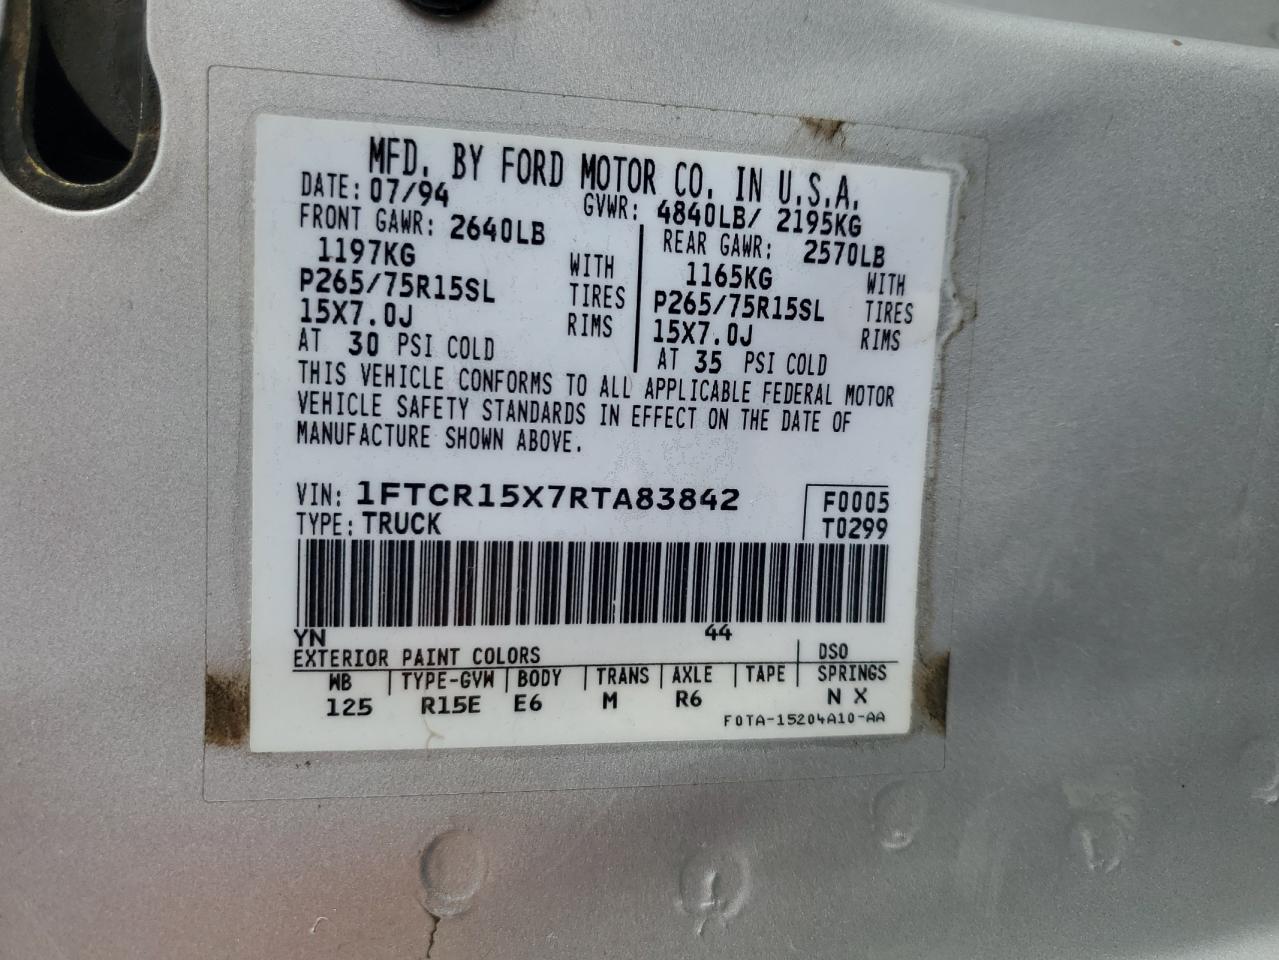 MFD. BY FORD MOTOR CO. IN U.S.A.
DATE: 07/94 GVWR: 4840LB/ 2195KG
FRONT GAWR: 2640LB REAR GAWR: 2570LB
1197KG WITH 1165KG WITH
P265/75R15SL TIRES P265/75R15SL TIRES
15X7.0J RIMS 15X7.0J RIMS
AT 30 PSI COLD AT 35 PSI COLD
THIS VEHICLE CONFORMS TO ALL APPLICABLE FEDERAL MOTOR
VEHICLE SAFETY STANDARDS IN EFFECT ON THE DATE OF
MANUFACTURE SHOWN ABOVE.
VIN: 1FTCR15X7RTA83842 F0005
TYPE: TRUCK T0299
YN 44
EXTERIOR PAINT COLORS DSO
WB TYPE-GVW BODY TRANS AXLE TAPE SPRINGS
125 R15E E6 M R6 N X
F0TA-15204A10-AA